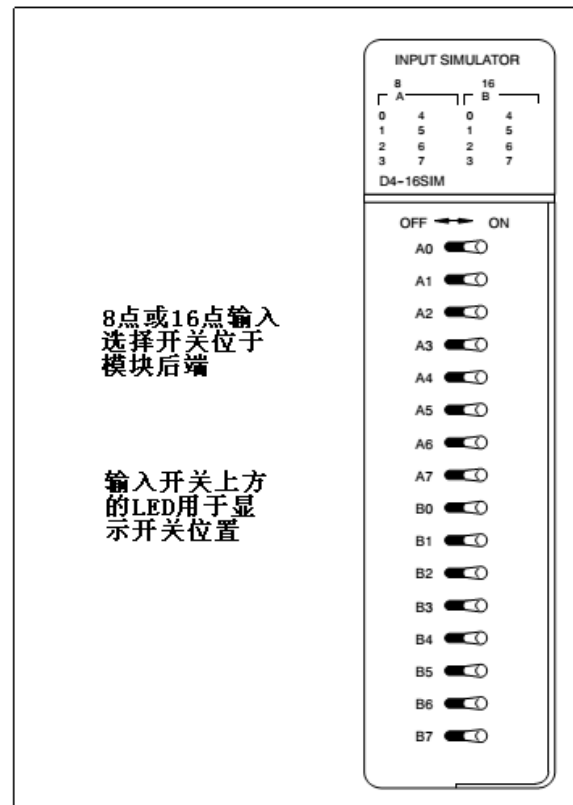 INPUT SIMULATOR
8 16
A B
0 4 0 4
1 5 1 5
2 6 2 6
3 7 3 7
D4-16SIM
OFF ON
A0
A1
A2
A3
A4
A5
A6
A7
B0
B1
B2
B3
B4
B5
B6
B7
8点或16点输入
选择开关位于
模块后端
输入开关上方
的LED用于显
示开关位置